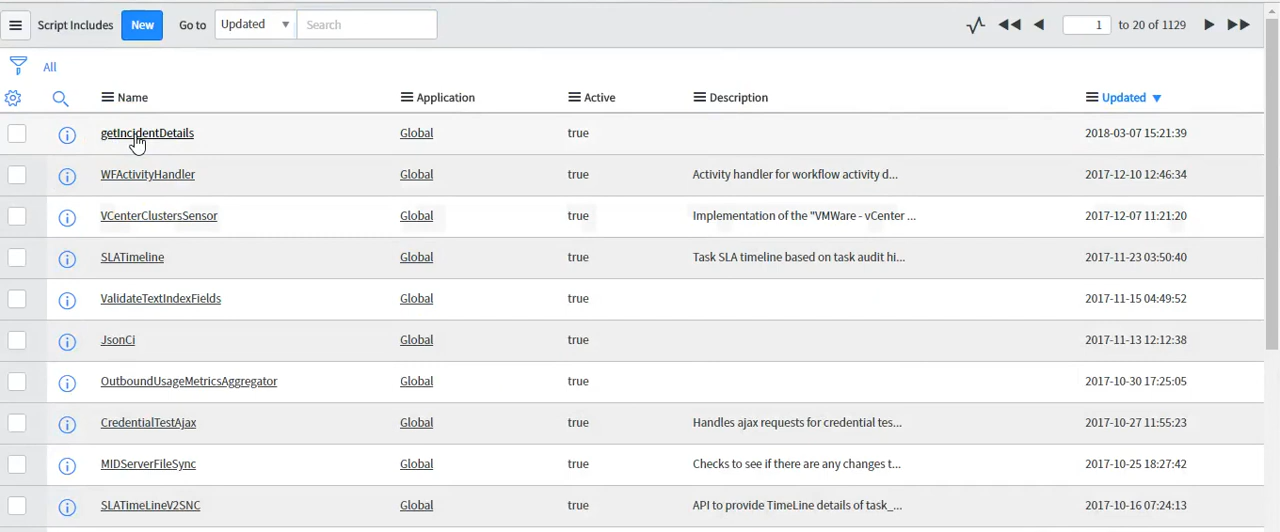 Script Includes New Go to Updated Search 1 to 20 of 1129
All
Name Application Active Description Updated
getIncidentDetails Global true 2018-03-07 15:21:39
WFActivityHandler Global true Activity handler for workflow activity d... 2017-12-10 12:46:34
VCenterClustersSensor Global true Implementation of the "VMWare - vCenter ... 2017-12-07 11:21:20
SLATimeline Global true Task SLA timeline based on task audit hi... 2017-11-23 03:50:40
ValidateTextIndexFields Global true 2017-11-15 04:49:52
JsonCi Global true 2017-11-13 12:12:38
OutboundUsageMetricsAggregator Global true 2017-10-30 17:25:05
CredentialTestAjax Global true Handles ajax requests for credential tes... 2017-10-27 11:55:23
MIDServerFileSync Global true Checks to see if there are any changes t... 2017-10-25 18:27:42
SLATimeLineV2SNC Global true API to provide TimeLine details of task_... 2017-10-16 07:24:13